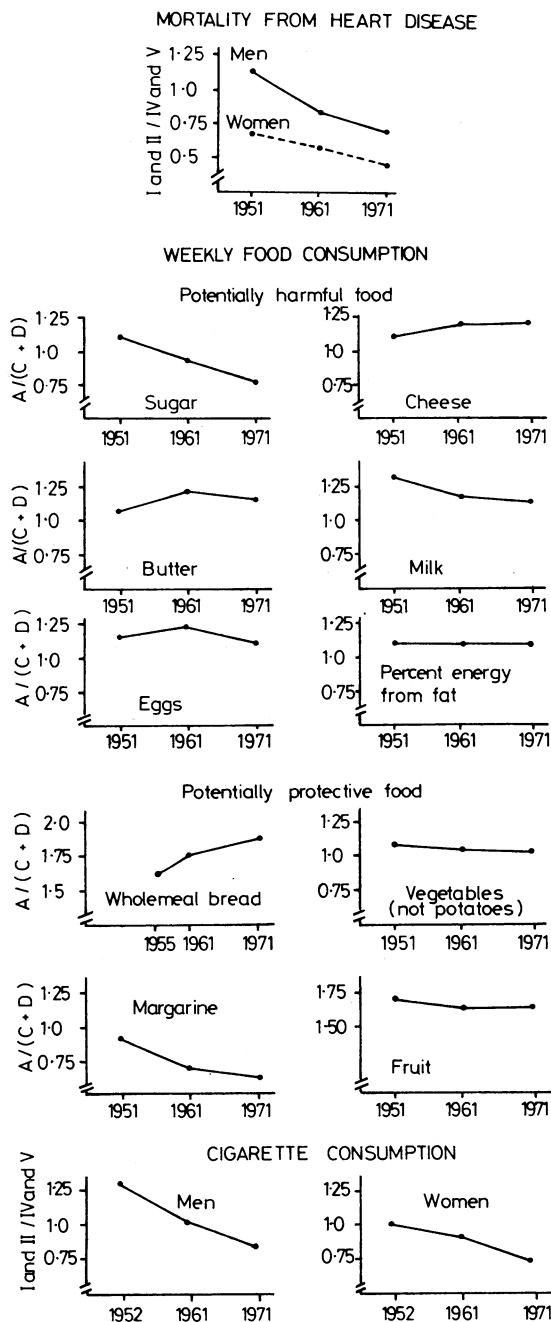 MORTALITY FROM HEART DISEASE
I and II / IV and V
1·25
1·0
0·75
0·5
Men
Women
1951 1961 1971
WEEKLY FOOD CONSUMPTION
Potentially harmful food
A/(C + D)
1·25
1·0
0·75
Sugar
1951 1961 1971
1·25
1·0
0·75
Cheese
1951 1961 1971
A/(C + D)
1·25
1·0
0·75
Butter
1951 1961 1971
1·25
1·0
0·75
Milk
1951 1961 1971
A/(C + D)
1·25
1·0
0·75
Eggs
1951 1961 1971
1·25
1·0
0·75
Percent energy
from fat
1951 1961 1971
Potentially protective food
A/(C + D)
2·0
1·75
1·5
Wholemeal bread
1955 1961 1971
1·25
1·0
0·75
Vegetables
(not potatoes)
1951 1961 1971
A/(C + D)
1·25
1·0
0·75
Margarine
1951 1961 1971
1·75
1·50
Fruit
1951 1961 1971
CIGARETTE CONSUMPTION
I and II / IV and V
1·25
1·0
0·75
Men
1952 1961 1971
1·25
1·0
0·75
Women
1952 1961 1971